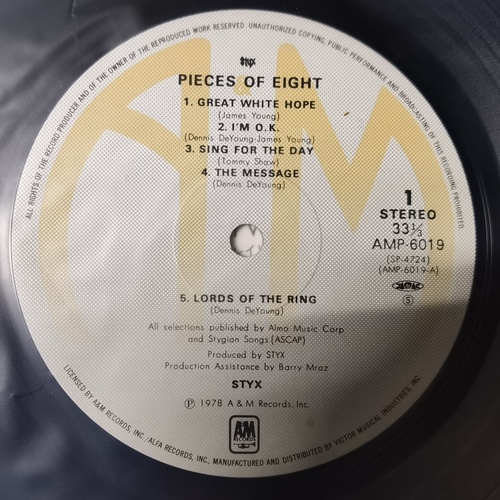 ALL RIGHTS OF THE RECORD PRODUCER AND OF THE OWNER OF THE REPRODUCED WORK RESERVED. UNAUTHORIZED COPYING, PUBLIC PERFORMANCE AND BROADCASTING OF THIS RECORDING PROHIBITED
Styx
PIECES OF EIGHT
1. GREAT WHITE HOPE
(James Young)
2. I'M O.K.
(Dennis DeYoung-James Young)
3. SING FOR THE DAY
(Tommy Shaw)
4. THE MESSAGE
(Dennis DeYoung)
1
STEREO
33⅓
AMP-6019
(SP-4724)
(AMP-6019-A)
JASRAC
Ⓢ
5. LORDS OF THE RING
(Dennis DeYoung)
All selections published by Almo Music Corp.
and Stygian Songs (ASCAP)
Produced by STYX
Production Assistance by Barry Mraz
STYX
Ⓟ 1978 A & M Records, Inc.
A&M
RECORDS
LICENSED BY A&M RECORDS, INC./ALFA RECORDS, INC., MANUFACTURED AND DISTRIBUTED BY VICTOR MUSICAL INDUSTRIES, INC.